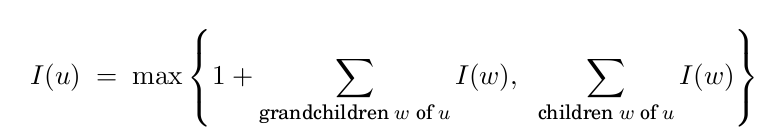 I(u) = max { 1 + ∑ I(w), ∑ I(w) }
grandchildren w of u children w of u